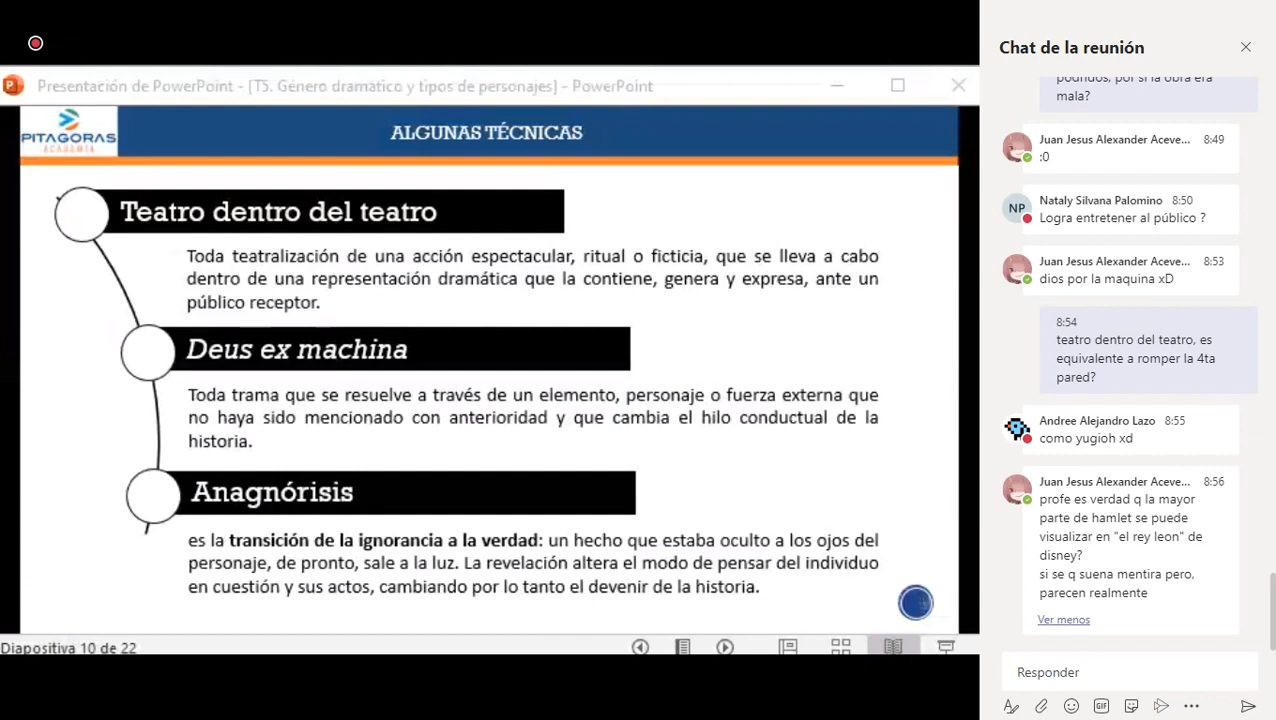 Presentación de PowerPoint - [T5. Género dramático y tipos de personajes] - PowerPoint
PITAGORAS
ACADEMIA
ALGUNAS TÉCNICAS
Teatro dentro del teatro
Toda teatralización de una acción espectacular, ritual o ficticia, que se lleva a cabo
dentro de una representación dramática que la contiene, genera y expresa, ante un
público receptor.
Deus ex machina
Toda trama que se resuelve a través de un elemento, personaje o fuerza externa que
no haya sido mencionado con anterioridad y que cambia el hilo conductual de la
historia.
Anagnórisis
es la transición de la ignorancia a la verdad: un hecho que estaba oculto a los ojos del
personaje, de pronto, sale a la luz. La revelación altera el modo de pensar del individuo
en cuestión y sus actos, cambiando por lo tanto el devenir de la historia.
Diapositiva 10 de 22
Chat de la reunión
podridos, por si la obra era
mala?
Juan Jesus Alexander Aceve... 8:49
:0
NP
Nataly Silvana Palomino 8:50
Logra entretener al público ?
Juan Jesus Alexander Aceve... 8:53
dios por la maquina xD
8:54
teatro dentro del teatro, es
equivalente a romper la 4ta
pared?
Andree Alejandro Lazo 8:55
como yugioh xd
Juan Jesus Alexander Aceve... 8:56
profe es verdad q la mayor
parte de hamlet se puede
visualizar en "el rey leon" de
disney?
si se q suena mentira pero,
parecen realmente
Ver menos
Responder
GIF